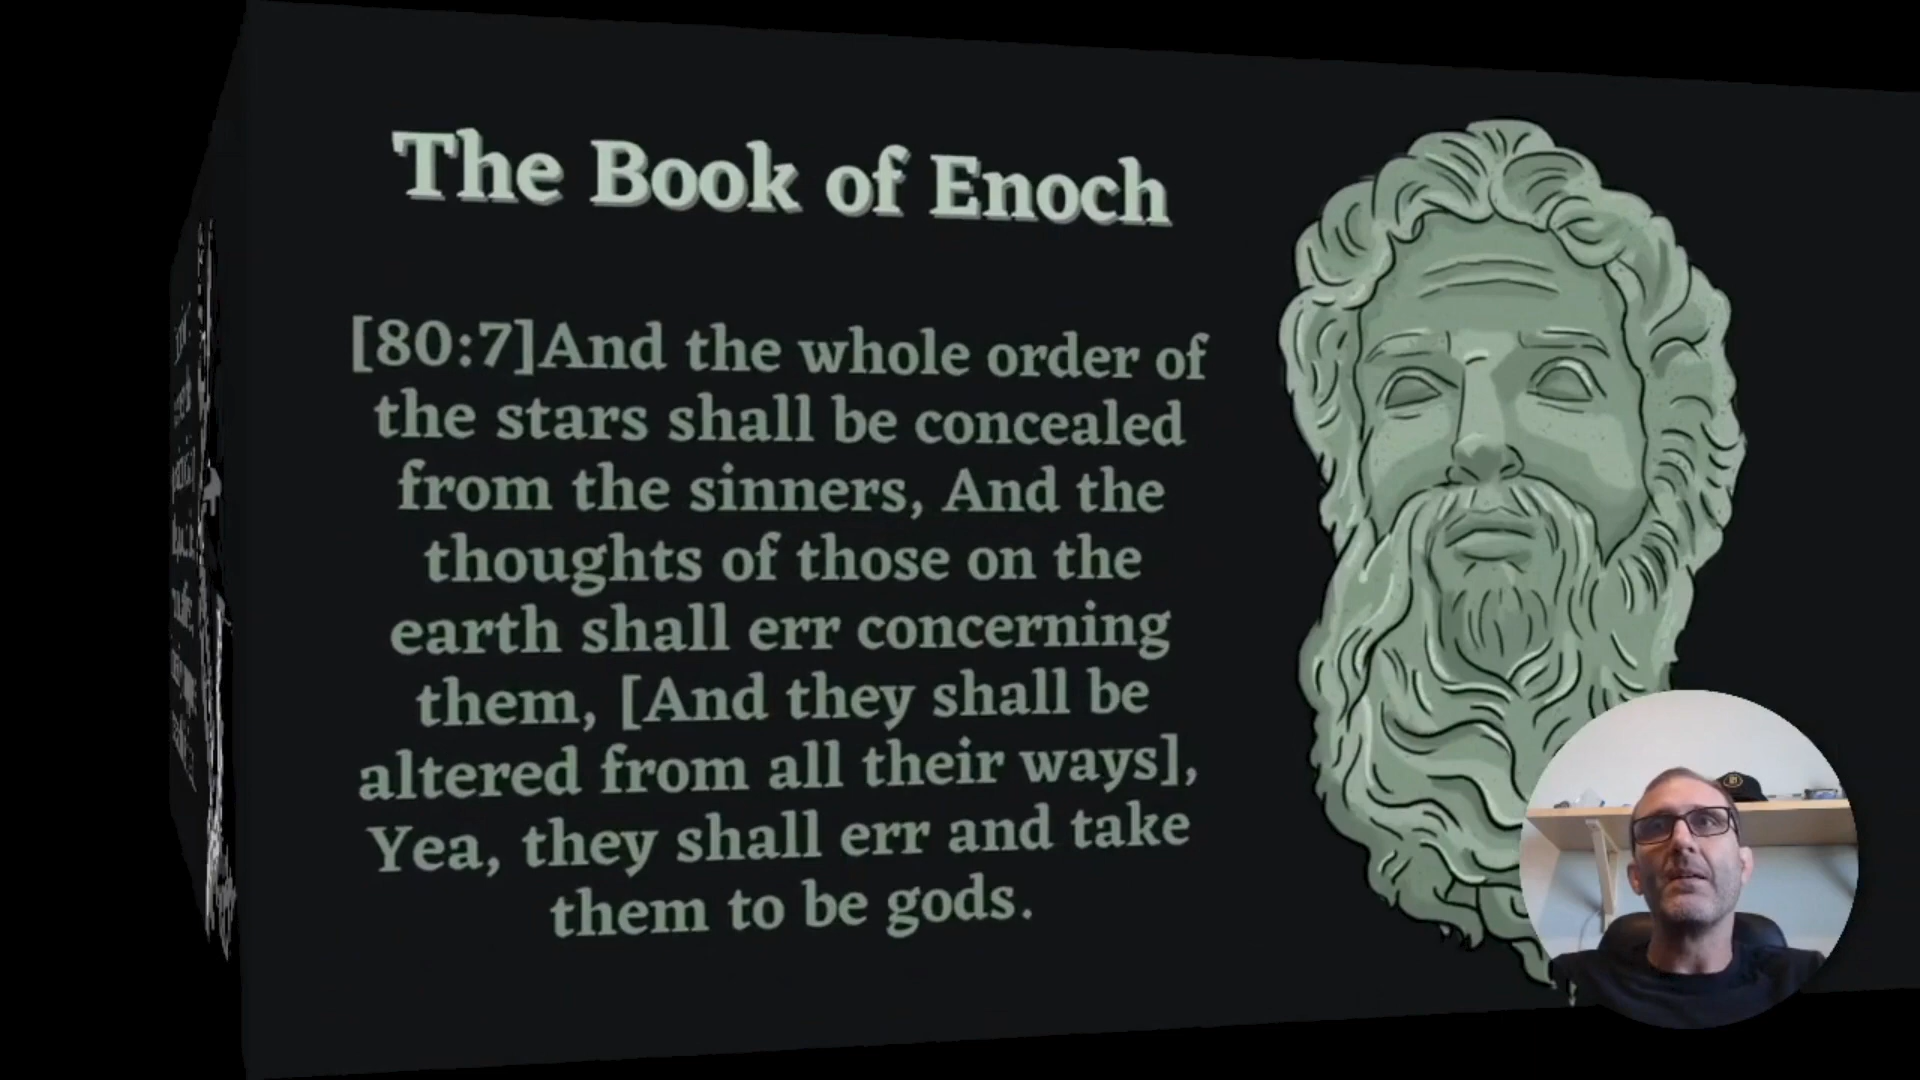 The Book of Enoch
[80:7]And the whole order of
the stars shall be concealed
from the sinners, And the
thoughts of those on the
earth shall err concerning
them, [And they shall be
altered from all their ways],
Yea, they shall err and take
them to be gods.